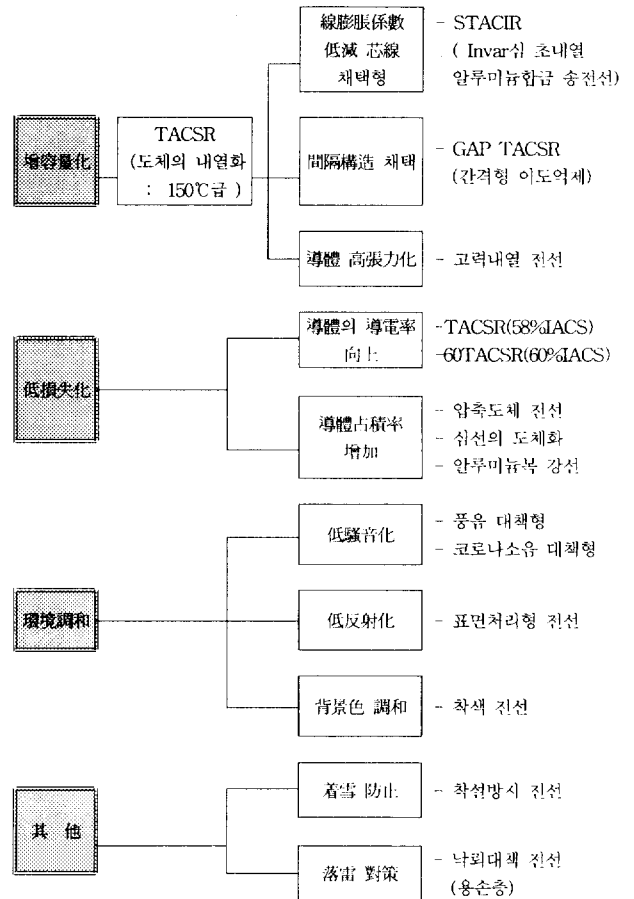 線膨脹係數
低減 芯線
채택형
- STACIR
( Invar심 초내열
알루미늄합금 송전선)
增容量化
TACSR
(도체의 내열화
: 150℃급 )
間隔構造 채택
- GAP TACSR
(간격형 이도억제)
導體 高張力化
- 고력내열 전선
低損失化
導體의 導電率
向上
-TACSR(58%IACS)
-60TACSR(60%IACS)
導體占積率
增加
- 압축도체 전선
- 심선의 도체화
- 알루미늄복 강선
環境調和
低騷音化
- 풍음 대책형
- 코로나소음 대책형
低反射化
- 표면처리형 전선
背景色 調和
- 착색 전선
其 他
着雪 防止
- 착설방지 전선
落雷 對策
- 낙뢰대책 전선
(용손층)